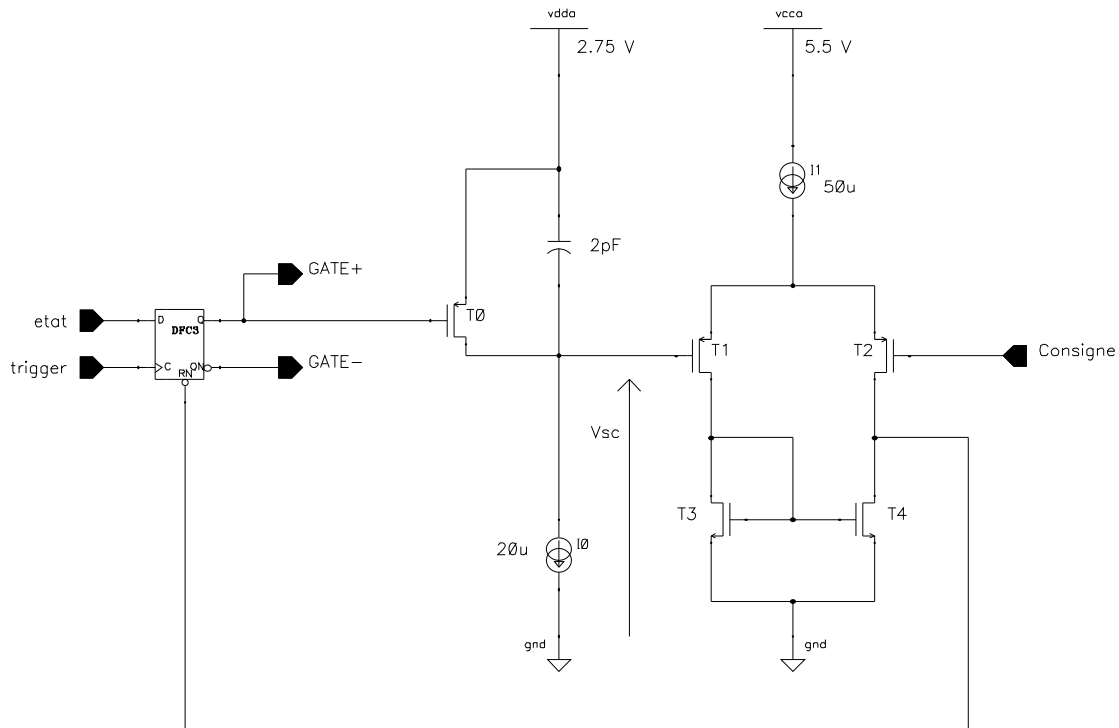 vdda
2.75 V
vcca
5.5 V
I1
50u
2pF
GATE+
etat
D
Q
DFC3
T0
trigger
C
QN
RN
GATE-
T1
T2
Consigne
Vsc
T3
T4
20u
I0
gnd
gnd